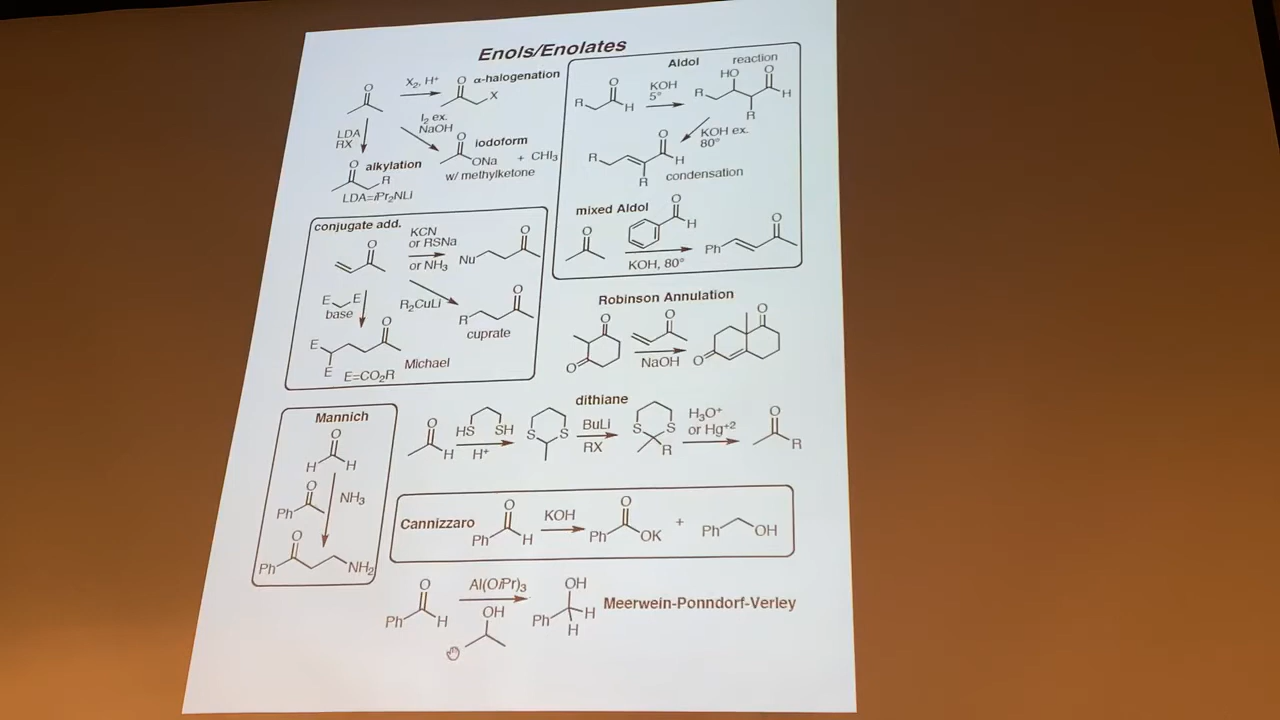 Enols/Enolates
O
X₂, H⁺
O
α-halogenation
X
LDA
RX
I₂ ex.
NaOH
O
iodoform
ONa
+ CHI₃
w/ methylketone
O
alkylation
R
LDA=iPr₂NLi
Aldol reaction
R
O
H
KOH
5°
HO
O
R
H
R
KOH ex.
80°
O
R
H
R
condensation
mixed Aldol
O
H
O
KOH, 80°
Ph
O
conjugate add.
O
KCN
or RSNa
or NH₃
Nu
O
E
E
base
R₂CuLi
R
O
cuprate
E
O
E
E=CO₂R
Michael
Robinson Annulation
O
O
O
NaOH
O
O
Mannich
O
H
H
O
Ph
NH₃
O
Ph
NH₂
dithiane
O
H
HS
SH
H⁺
S
S
BuLi
RX
S
S
R
H₃O⁺
or Hg⁺²
O
R
Cannizzaro
O
Ph
H
KOH
O
Ph
OK
+
Ph
OH
O
Ph
H
Al(OiPr)₃
OH
OH
Ph
H
H
Meerwein-Ponndorf-Verley